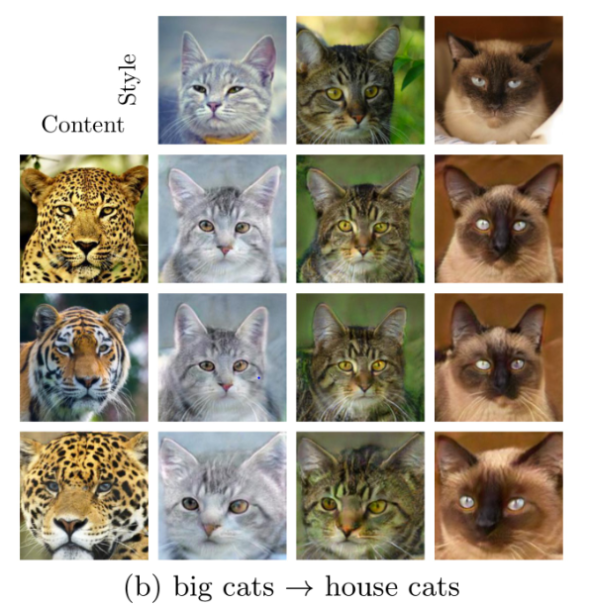 Style
Content
(b) big cats → house cats